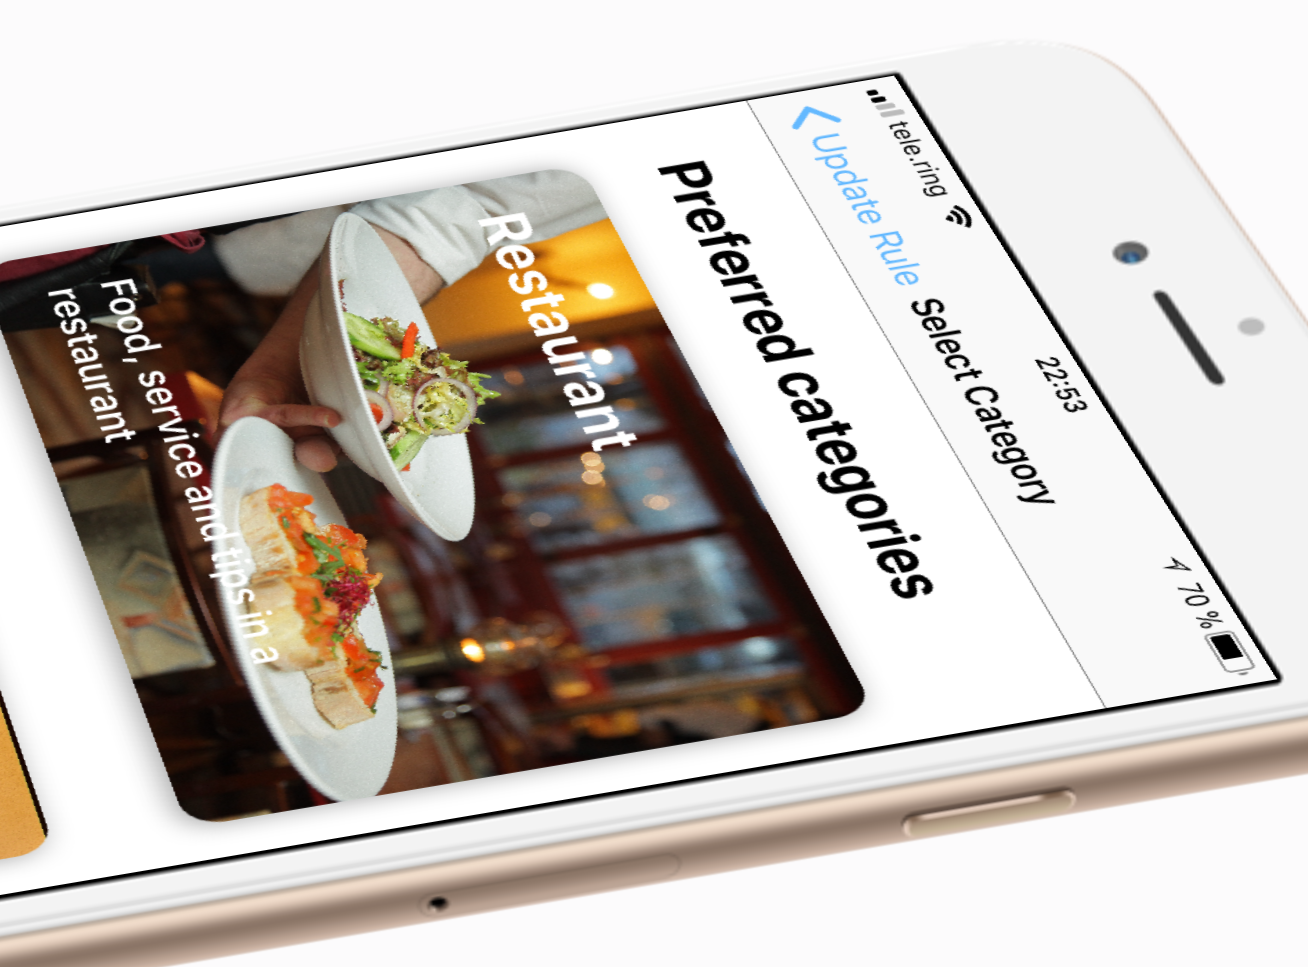 tele.ring 22:53 70 %
Update Rule Select Category
Preferred categories
Restaurant
Food, service and tips in a
restaurant